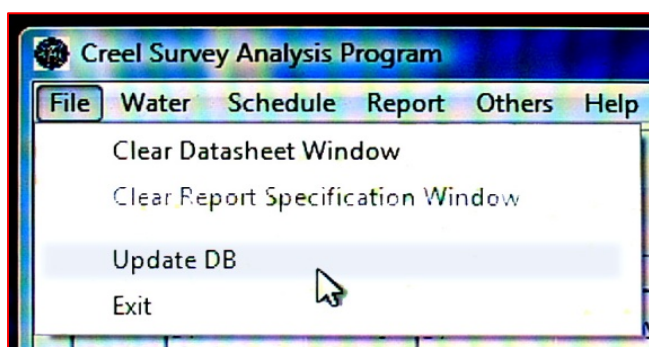 Creel Survey Analysis Program
File Water Schedule Report Others Help
Clear Datasheet Window
Clear Report Specification Window
Update DB
Exit